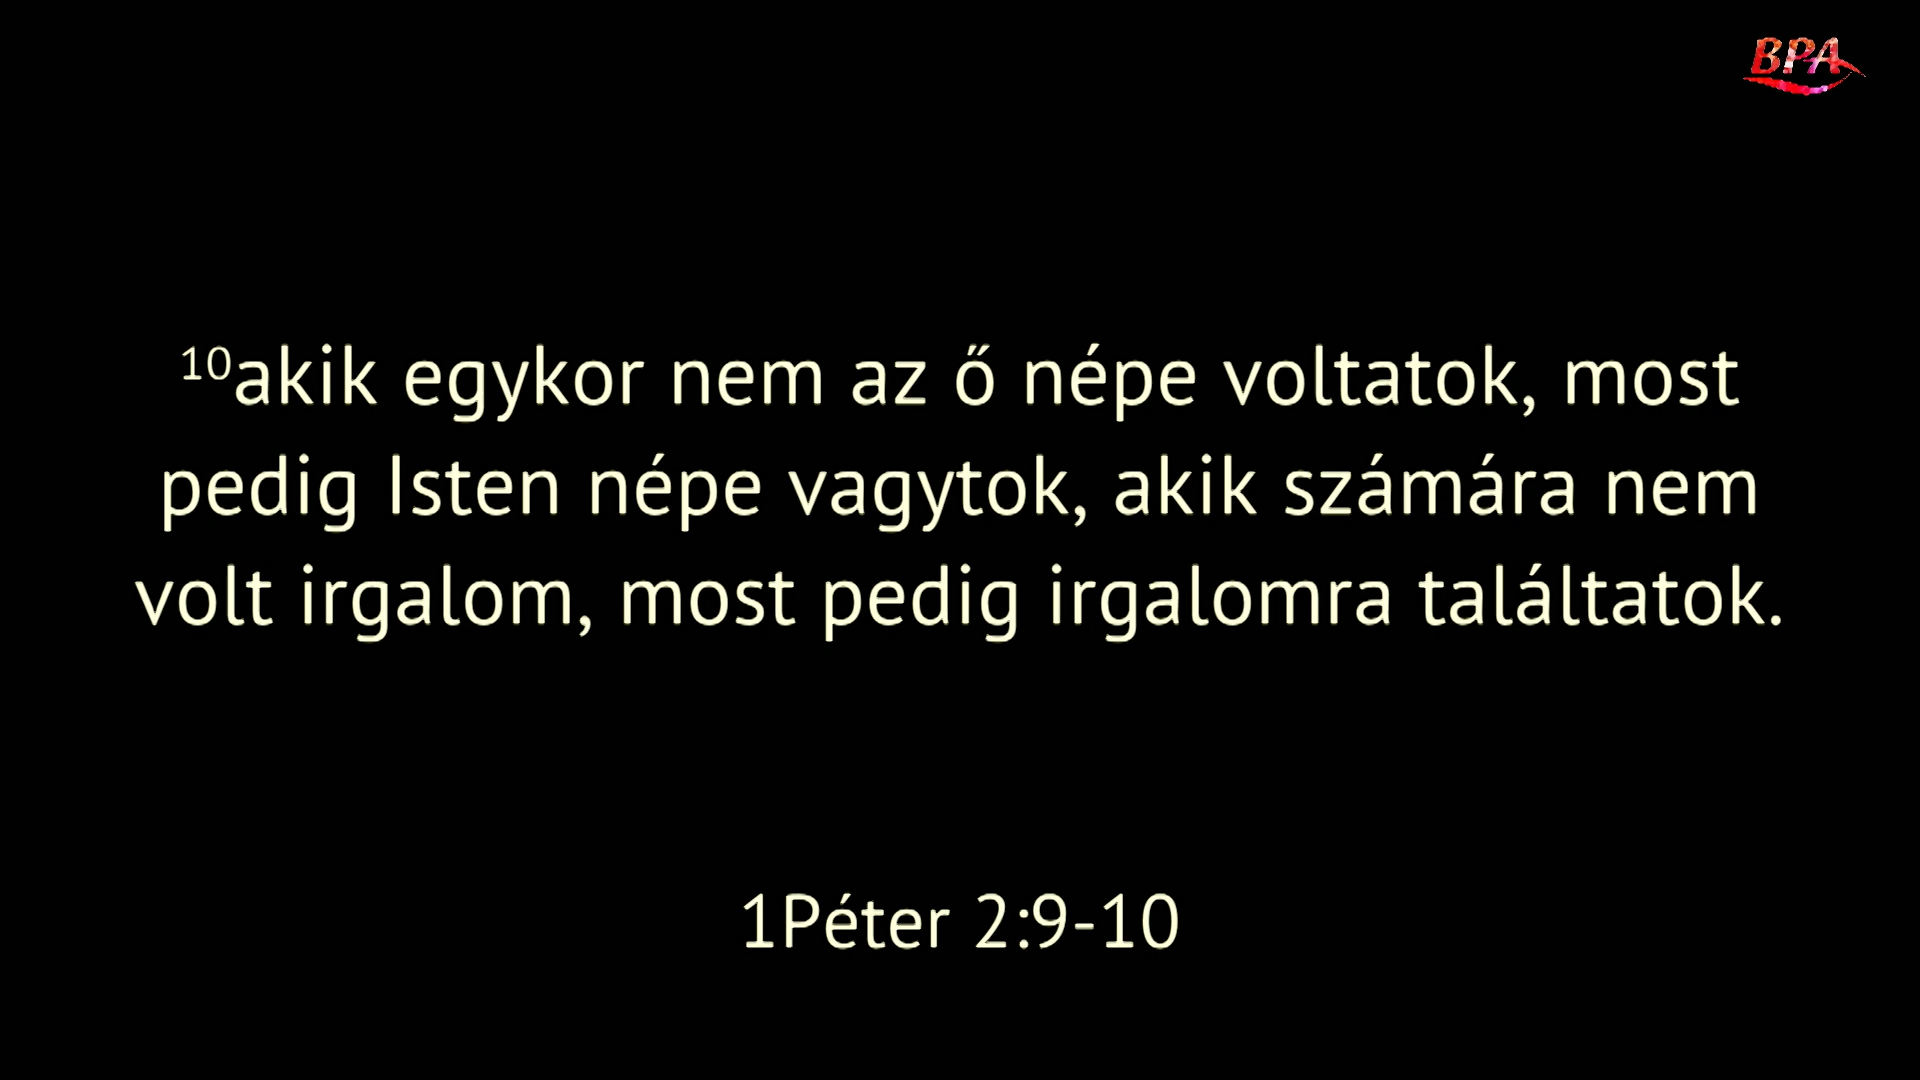 BPA
¹⁰akik egykor nem az ő népe voltatok, most
pedig Isten népe vagytok, akik számára nem
volt irgalom, most pedig irgalomra találtatok.
1Péter 2:9-10